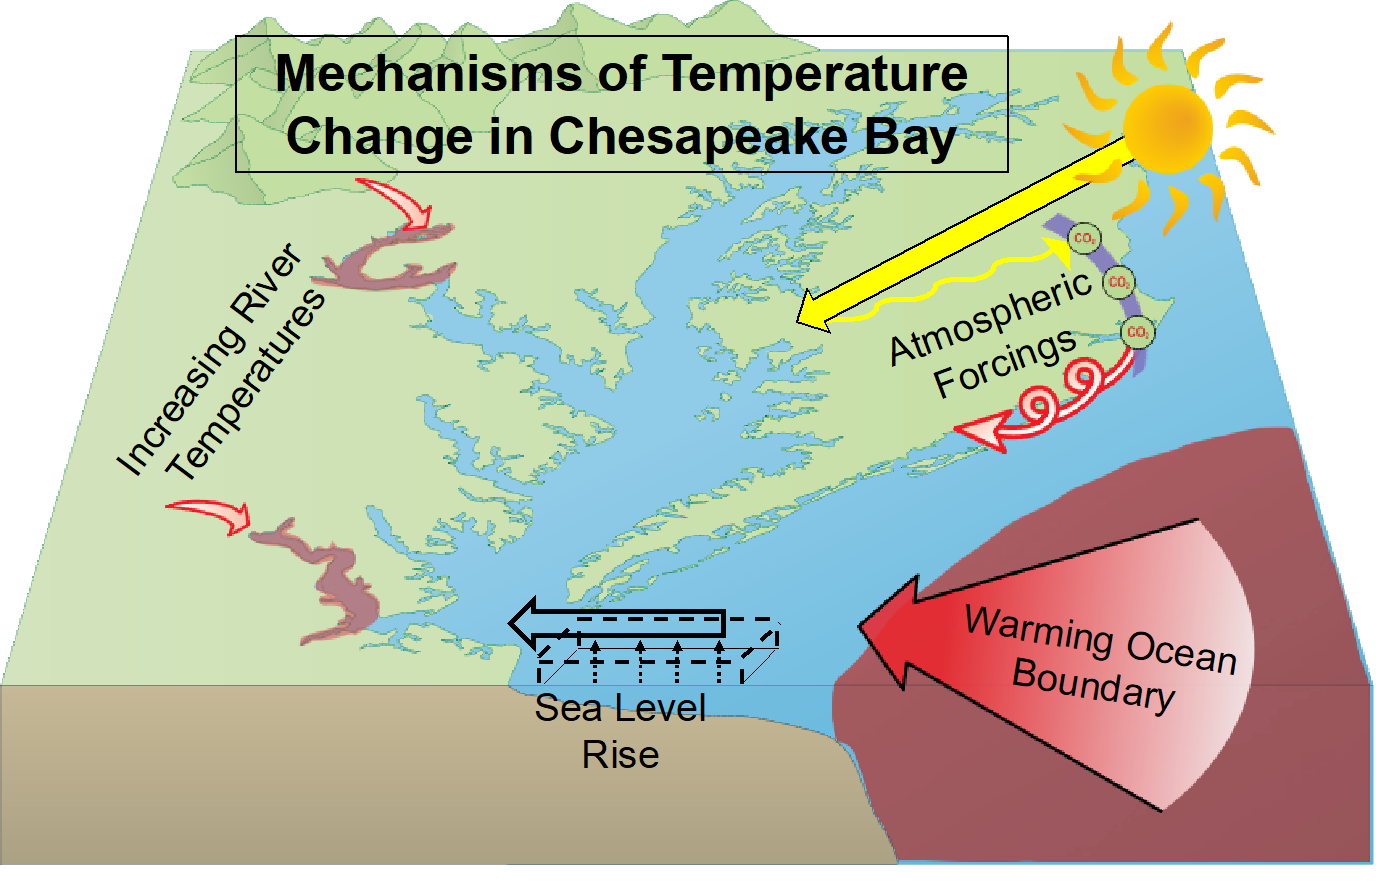 Mechanisms of Temperature
Change in Chesapeake Bay
Increasing River
Temperatures
CO₂
CO₂
CO₂
Atmospheric
Forcings
Warming Ocean
Boundary
Sea Level
Rise